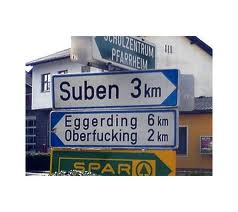 SCHULZENTRUM
PFARRHEIM
Suben 3 km
Eggerding 6 km
Oberfucking 2 km
SPAR